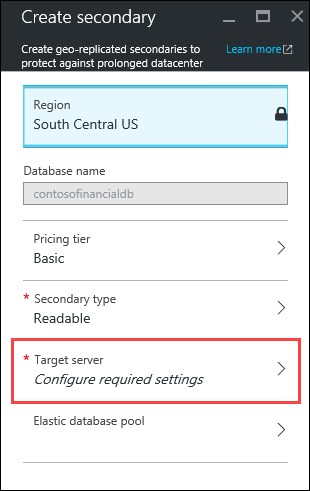 Create secondary
Create geo-replicated secondaries to
protect against prolonged datacenter
Learn more
Region
South Central US
Database name
contosofinancialdb
Pricing tier
Basic
* Secondary type
Readable
* Target server
Configure required settings
Elastic database pool